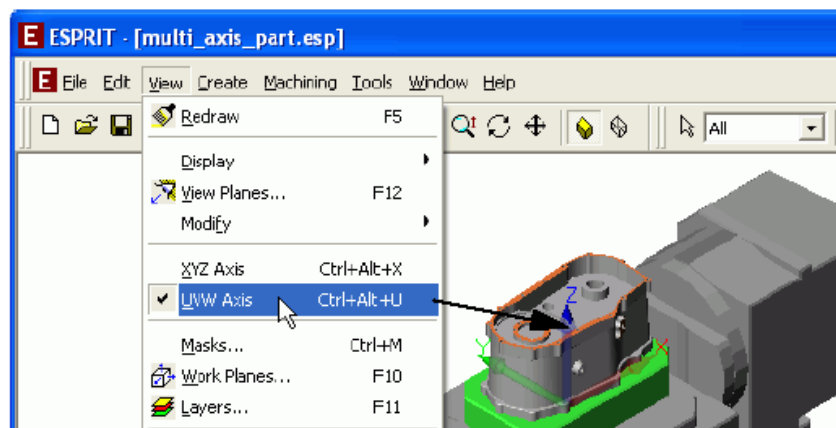 E ESPRIT - [multi_axis_part.esp]
E File Edit View Create Machining Tools Window Help
Redraw F5
All
Display
View Planes... F12
Modify
XYZ Axis Ctrl+Alt+X
UVW Axis Ctrl+Alt+U
Z
Masks... Ctrl+M
Y X
Work Planes... F10
Layers... F11